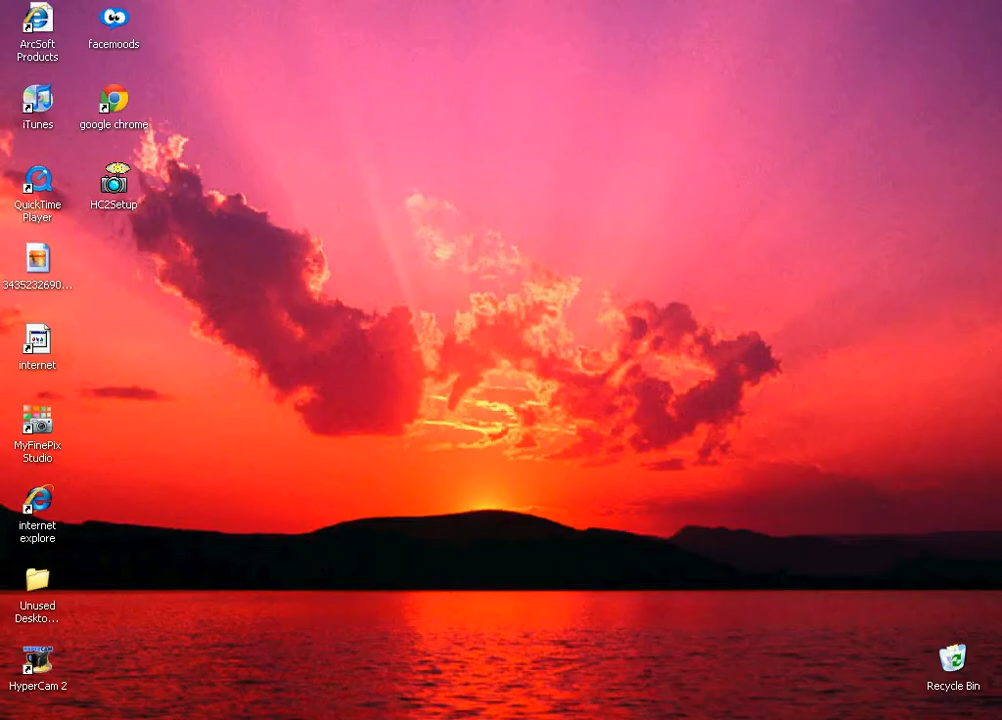 ArcSoft
Products
facemoods
iTunes
google chrome
QuickTime
Player
HC2Setup
3435232690...
internet
MyFinePix
Studio
internet
explore
Unused
Deskto...
HYPERCAM
HyperCam 2
Recycle Bin